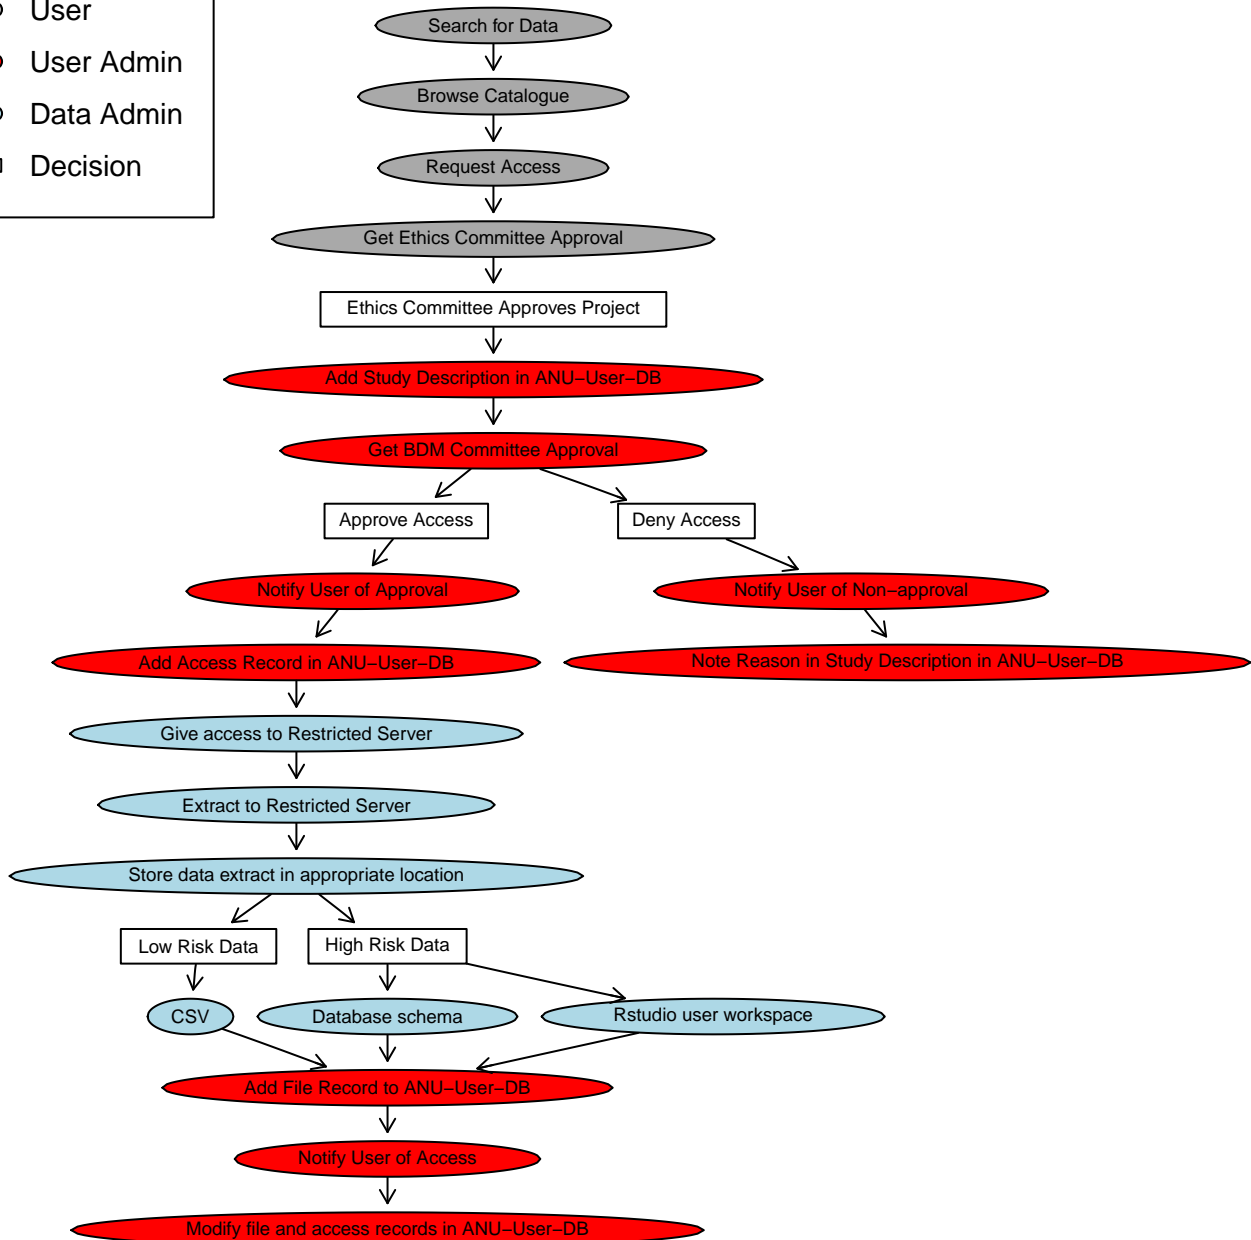 User
User Admin
Data Admin
Decision
Search for Data
Browse Catalogue
Request Access
Get Ethics Committee Approval
Ethics Committee Approves Project
Add Study Description in ANU−User−DB
Get BDM Committee Approval
Approve Access
Deny Access
Notify User of Approval
Notify User of Non−approval
Add Access Record in ANU−User−DB
Note Reason in Study Description in ANU−User−DB
Give access to Restricted Server
Extract to Restricted Server
Store data extract in appropriate location
Low Risk Data
High Risk Data
CSV
Database schema
Rstudio user workspace
Add File Record to ANU−User−DB
Notify User of Access
Modify file and access records in ANU−User−DB